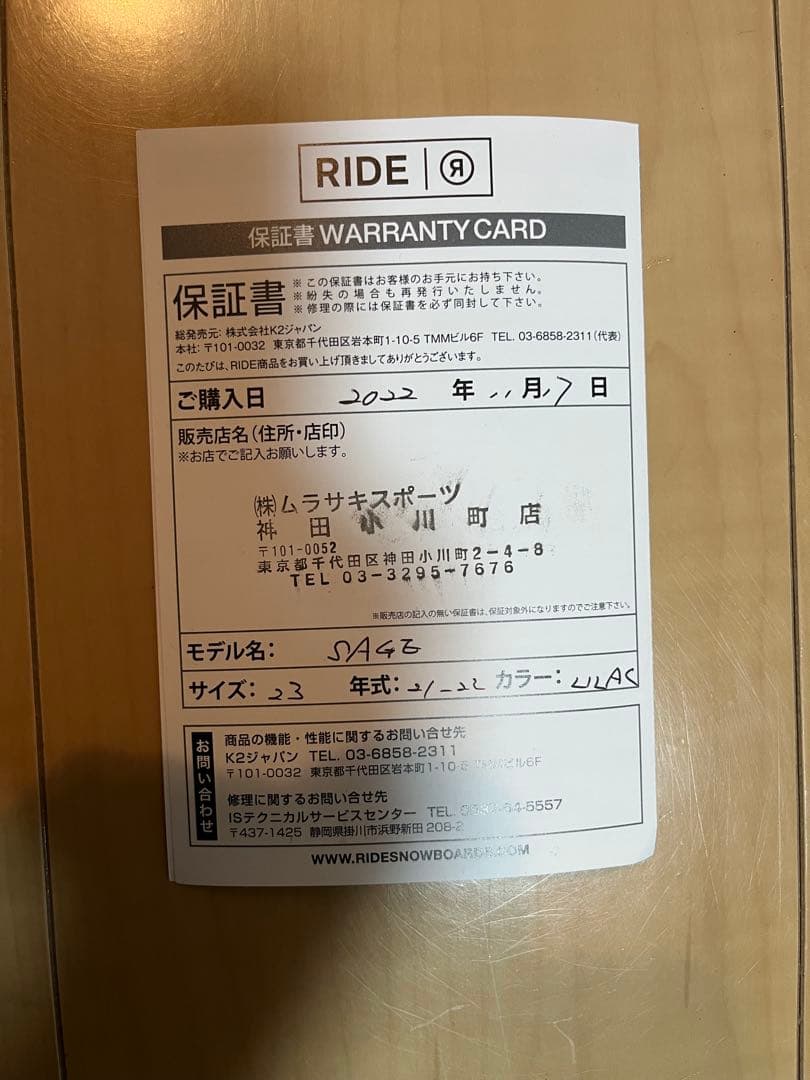 RIDE R
保証書 WARRANTY CARD
保証書
※この保証書はお客様のお手元にお持ち下さい。
※紛失の場合も再発行いたしません。
※修理の際には保証書を必ず同封して下さい。
総発売元: 株式会社K2ジャパン
本社: 〒101-0032 東京都千代田区岩本町1-10-5 TMMビル6F TEL. 03-6858-2311(代表)
このたびは、RIDE商品をお買い上げ頂きましてありがとうございます。
ご購入日 2022 年 11月 17 日
販売店名(住所・店印)
※お店でご記入お願いします。
(株)ムラサキスポーツ
神田小川町店
〒101-0052
東京都千代田区神田小川町2-4-8
TEL 03-3295-7676
※販売店の記入の無い保証書は、保証対象外になりますのでご注意下さい。
モデル名: SAGE
サイズ: 23 年式: 21-22 カラー: LILAC
お問い合わせ
商品の機能・性能に関するお問い合せ先
K2ジャパン TEL. 03-6858-2311
〒101-0032 東京都千代田区岩本町1-10-5 TMMビル6F
修理に関するお問い合せ先
ISテクニカルサービスセンター TEL.
〒437-1425 静岡県掛川市浜野新田 208-2
WWW.RIDESNOWBOARDS.COM